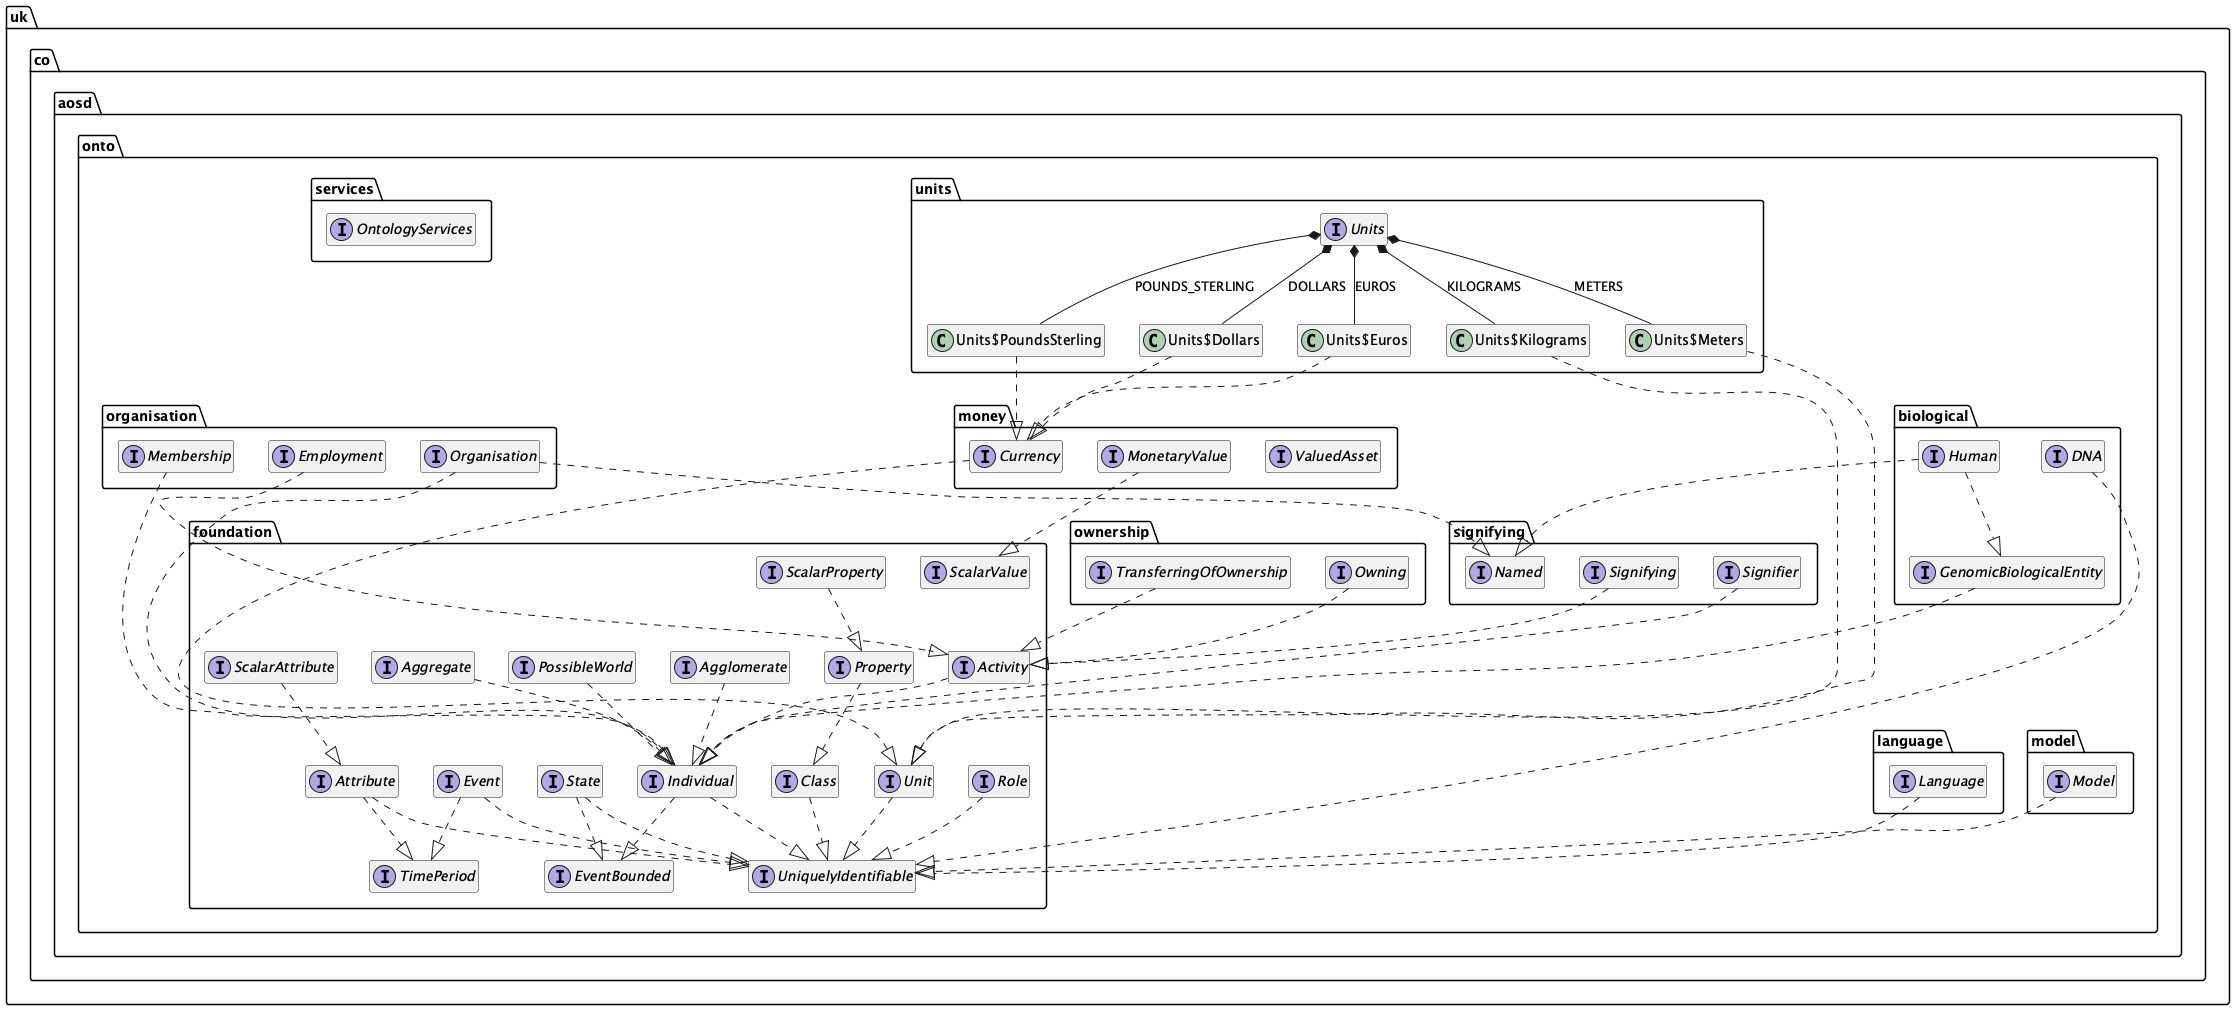 uk
co
aosd
onto
services
I OntologyServices
units
I Units
POUNDS_STERLING
DOLLARS
EUROS
KILOGRAMS
METERS
C Units$PoundsSterling
C Units$Dollars
C Units$Euros
C Units$Kilograms
C Units$Meters
organisation
I Membership
I Employment
I Organisation
money
I Currency
I MonetaryValue
I ValuedAsset
biological
I Human
I DNA
I GenomicBiologicalEntity
foundation
I ScalarProperty
I ScalarValue
ownership
I TransferringOfOwnership
I Owning
signifying
I Named
I Signifying
I Signifier
I ScalarAttribute
I Aggregate
I PossibleWorld
I Agglomerate
I Property
I Activity
I Attribute
I Event
I State
I Individual
I Class
I Unit
I Role
language
I Language
model
I Model
I TimePeriod
I EventBounded
I UniquelyIdentifiable